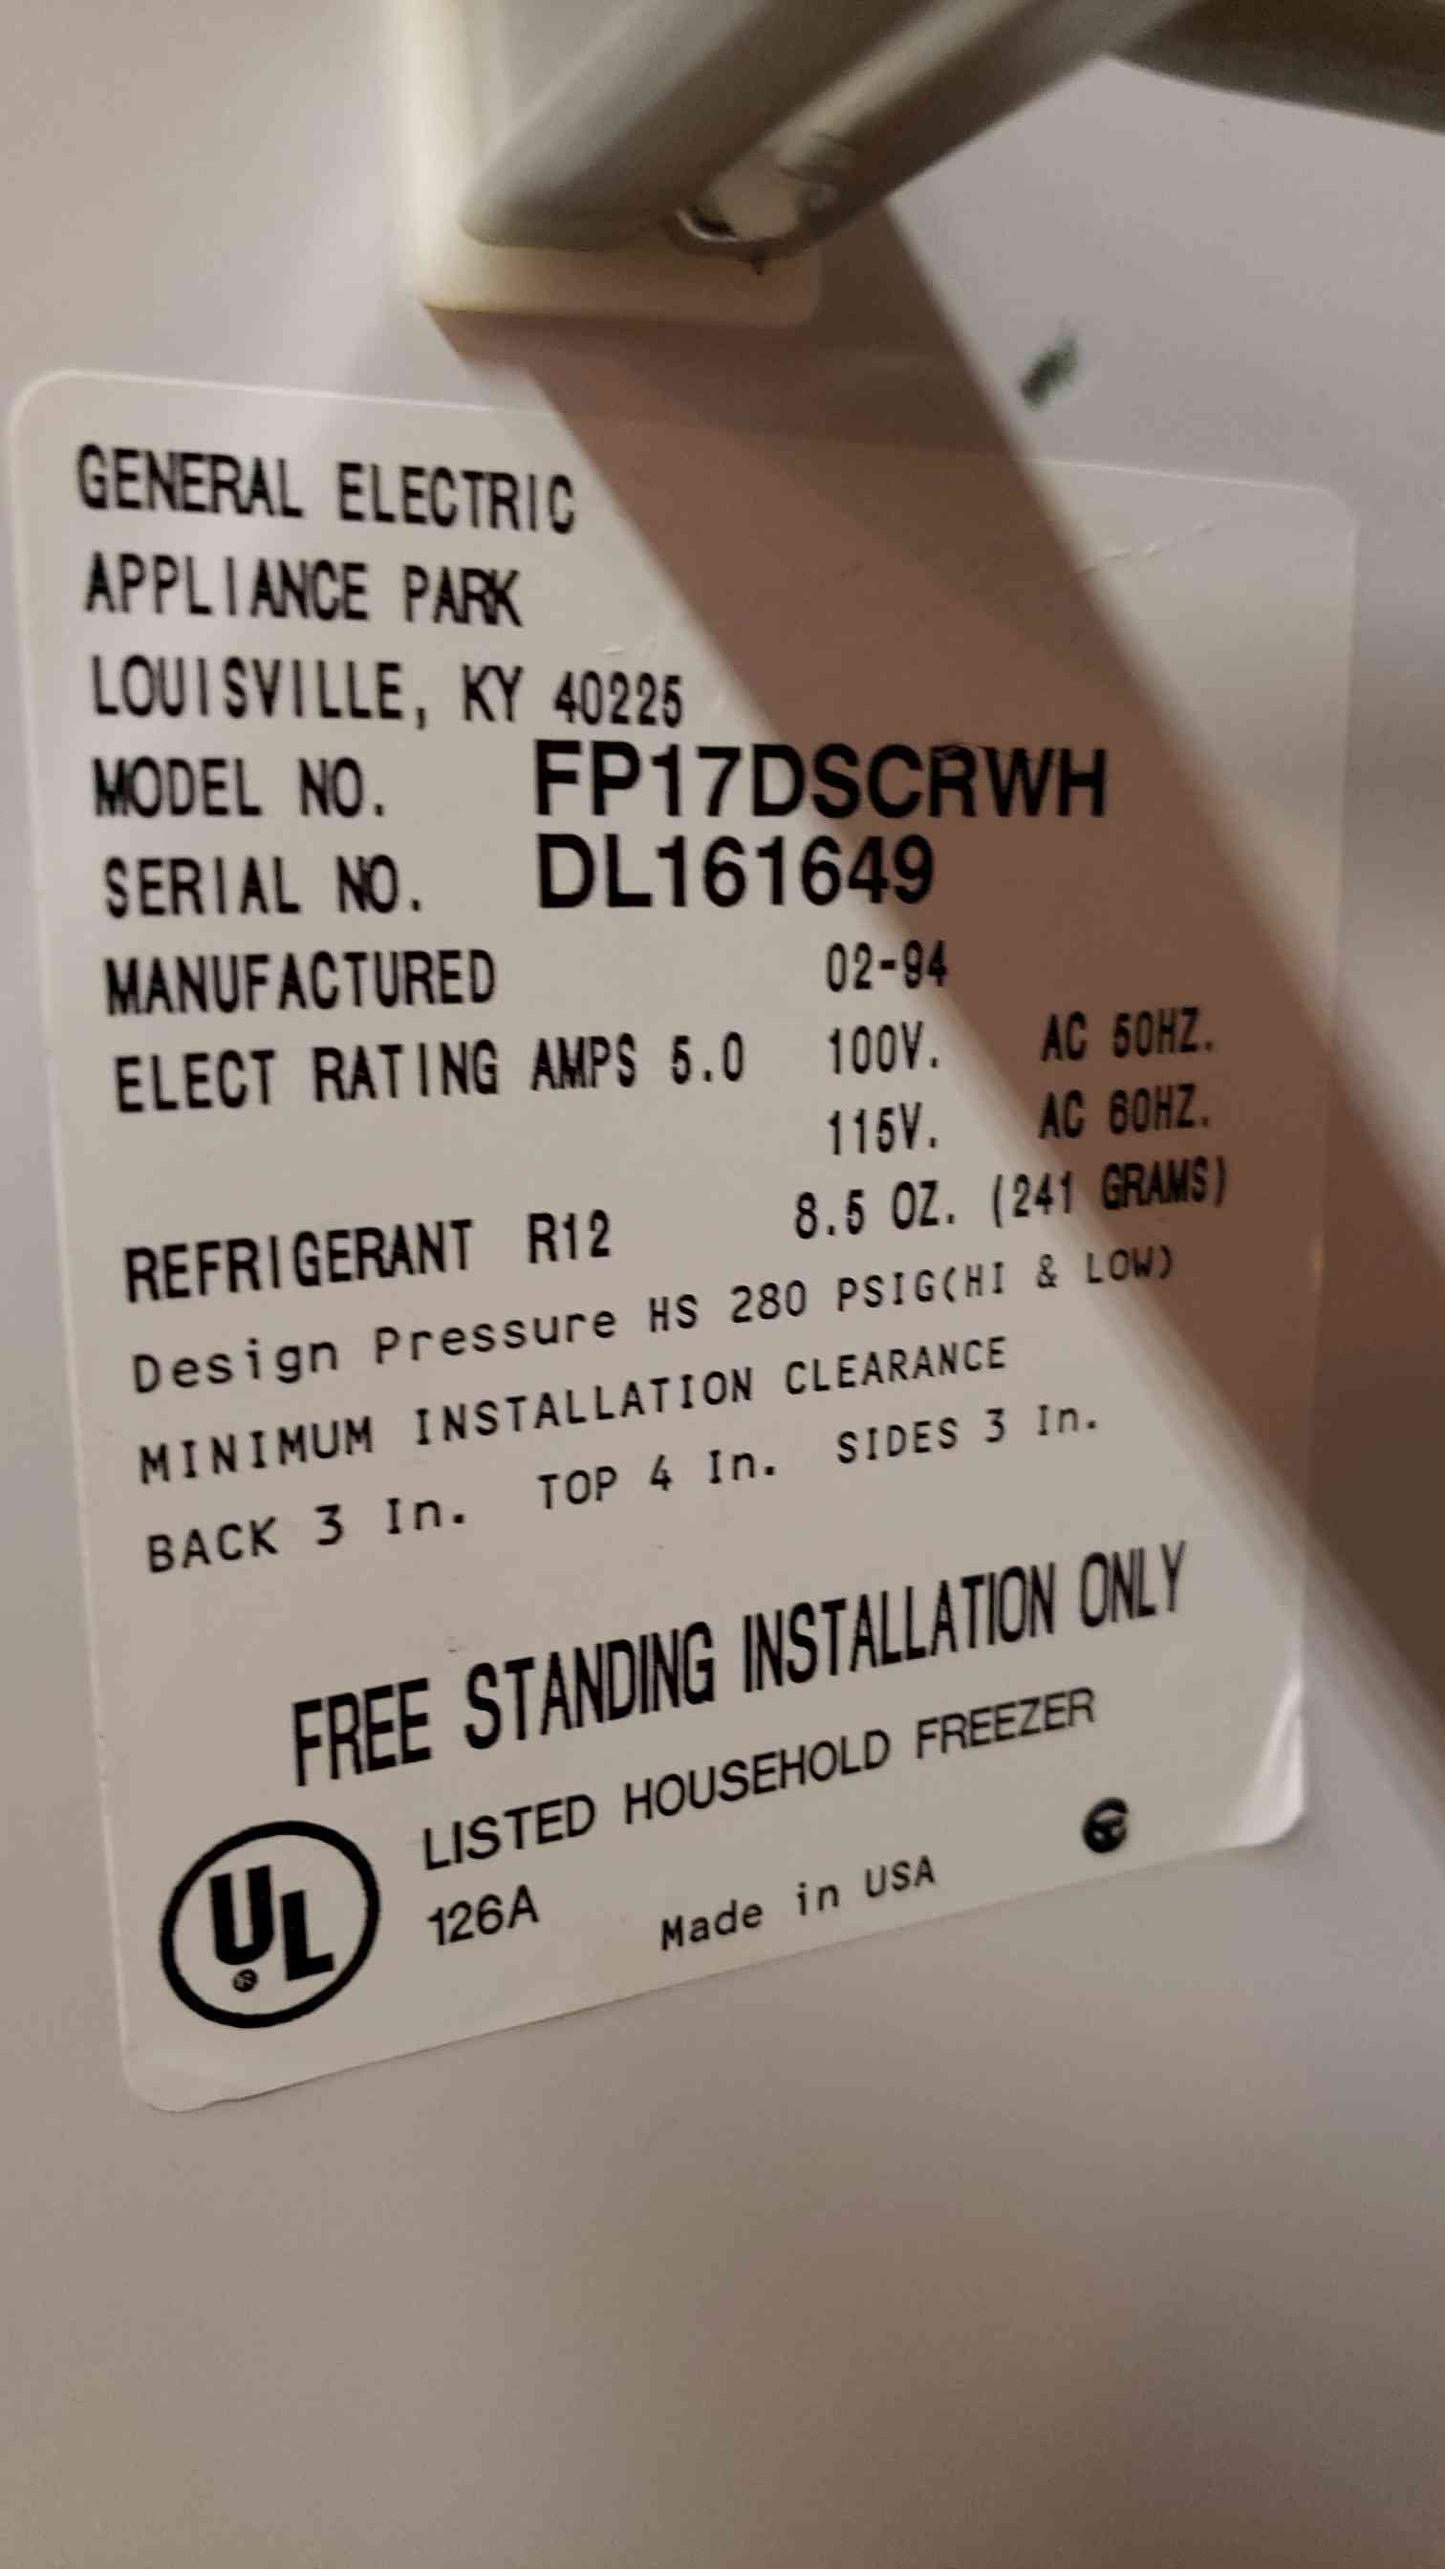 GENERAL ELECTRIC
APPLIANCE PARK
LOUISVILLE, KY 40225
MODEL NO. FP17DSCRWH
SERIAL NO. DL161649
MANUFACTURED 02-94
ELECT RATING AMPS 5.0 100V. AC 50HZ.
115V. AC 60HZ.
REFRIGERANT R12 8.5 OZ. (241 GRAMS)
Design Pressure HS 280 PSIG(HI & LOW)
MINIMUM INSTALLATION CLEARANCE
BACK 3 In. TOP 4 In. SIDES 3 In.
FREE STANDING INSTALLATION ONLY
UL® LISTED HOUSEHOLD FREEZER
126A Made in USA